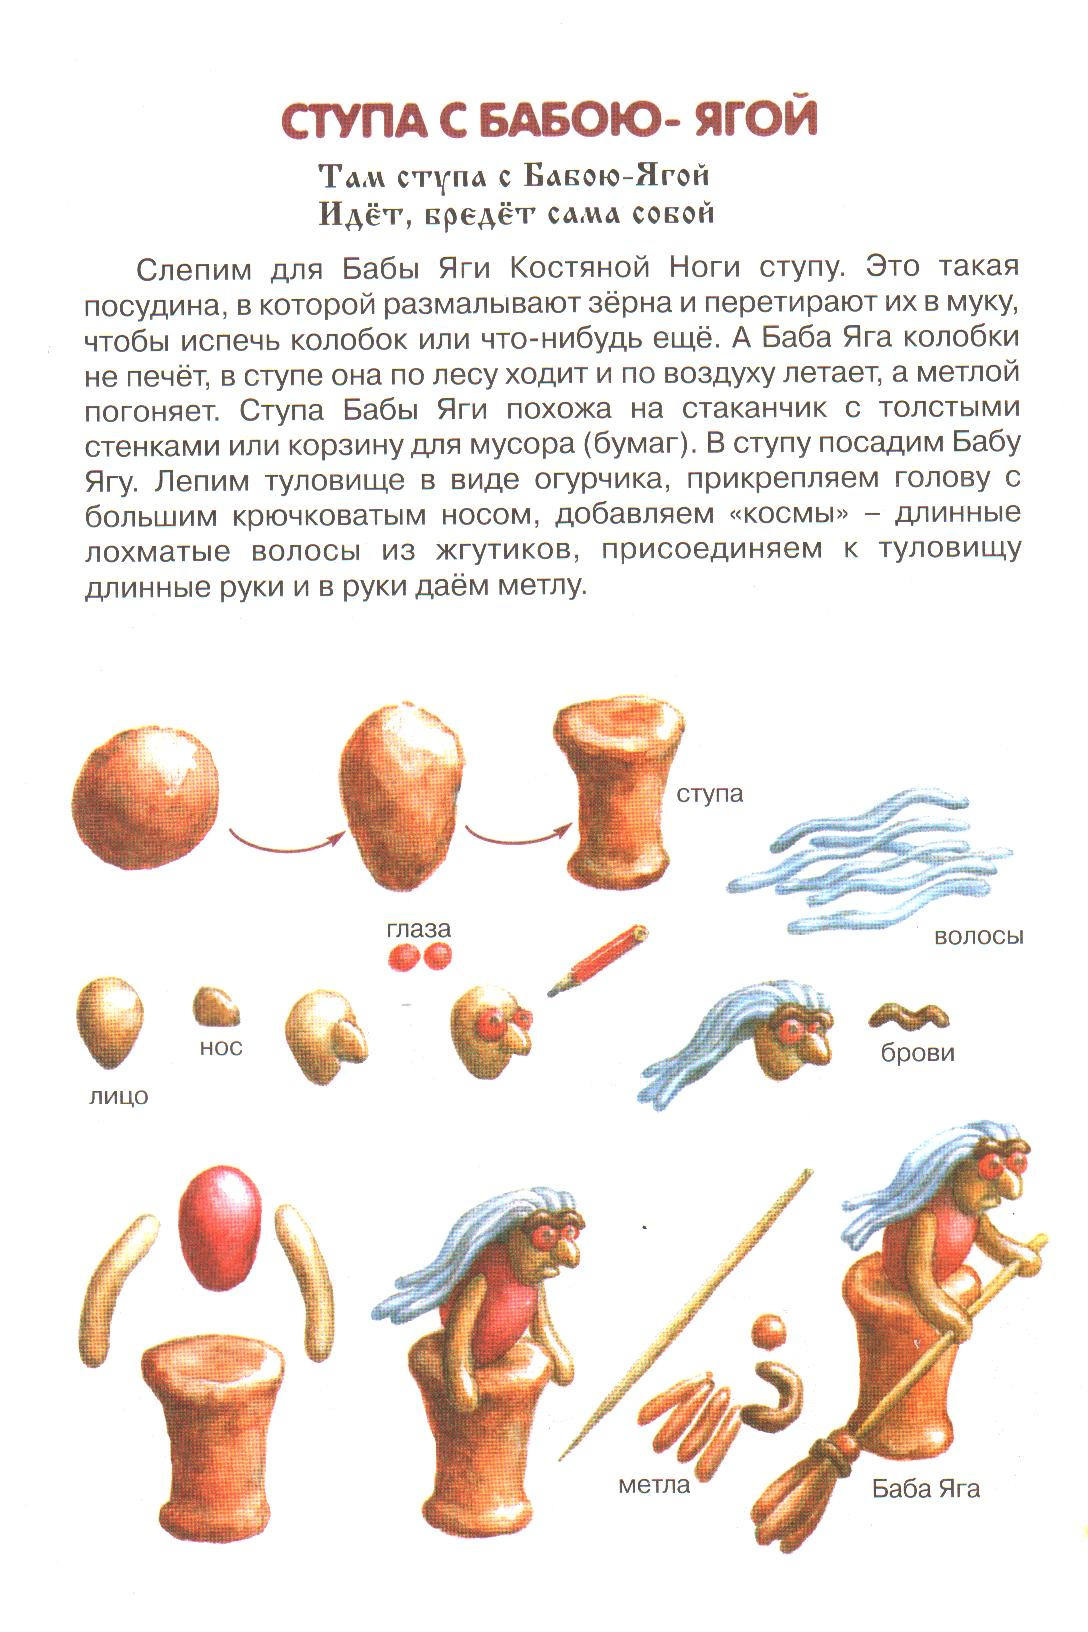 СТУПА С БАБОЮ- ЯГОЙ
Там ступа с Бабою-Ягой
Идёт, бредёт сама собой
Слепим для Бабы Яги Костяной Ноги ступу. Это такая
посудина, в которой размалывают зёрна и перетирают их в муку,
чтобы испечь колобок или что-нибудь ещё. А Баба Яга колобки
не печёт, в ступе она по лесу ходит и по воздуху летает, а метлой
погоняет. Ступа Бабы Яги похожа на стаканчик с толстыми
стенками или корзину для мусора (бумаг). В ступу посадим Бабу
Ягу. Лепим туловище в виде огурчика, прикрепляем голову с
большим крючковатым носом, добавляем «космы» – длинные
лохматые волосы из жгутиков, присоединяем к туловищу
длинные руки и в руки даём метлу.
ступа
глаза
волосы
нос
брови
лицо
метла
Баба Яга